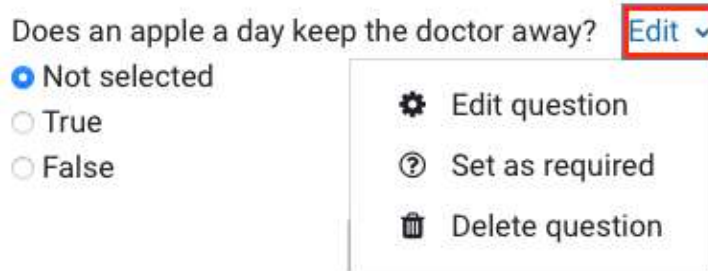 Does an apple a day keep the doctor away? Edit
Not selected
True
False
Edit question
Set as required
Delete question